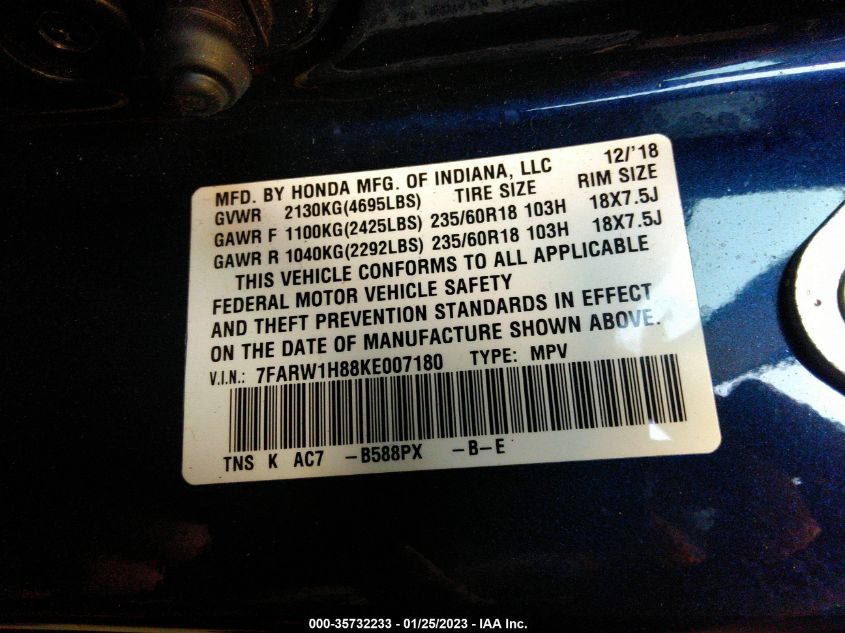 MFD. BY HONDA MFG. OF INDIANA, LLC 12/'18
GVWR 2130KG(4695LBS) TIRE SIZE RIM SIZE
GAWR F 1100KG(2425LBS) 235/60R18 103H 18X7.5J
GAWR R 1040KG(2292LBS) 235/60R18 103H 18X7.5J
THIS VEHICLE CONFORMS TO ALL APPLICABLE
FEDERAL MOTOR VEHICLE SAFETY
AND THEFT PREVENTION STANDARDS IN EFFECT
ON THE DATE OF MANUFACTURE SHOWN ABOVE.
V.I.N.: 7FARW1H88KE007180 TYPE: MPV
TNS K AC7 -B588PX -B-E
000-35732233 - 01/25/2023 - IAA Inc.